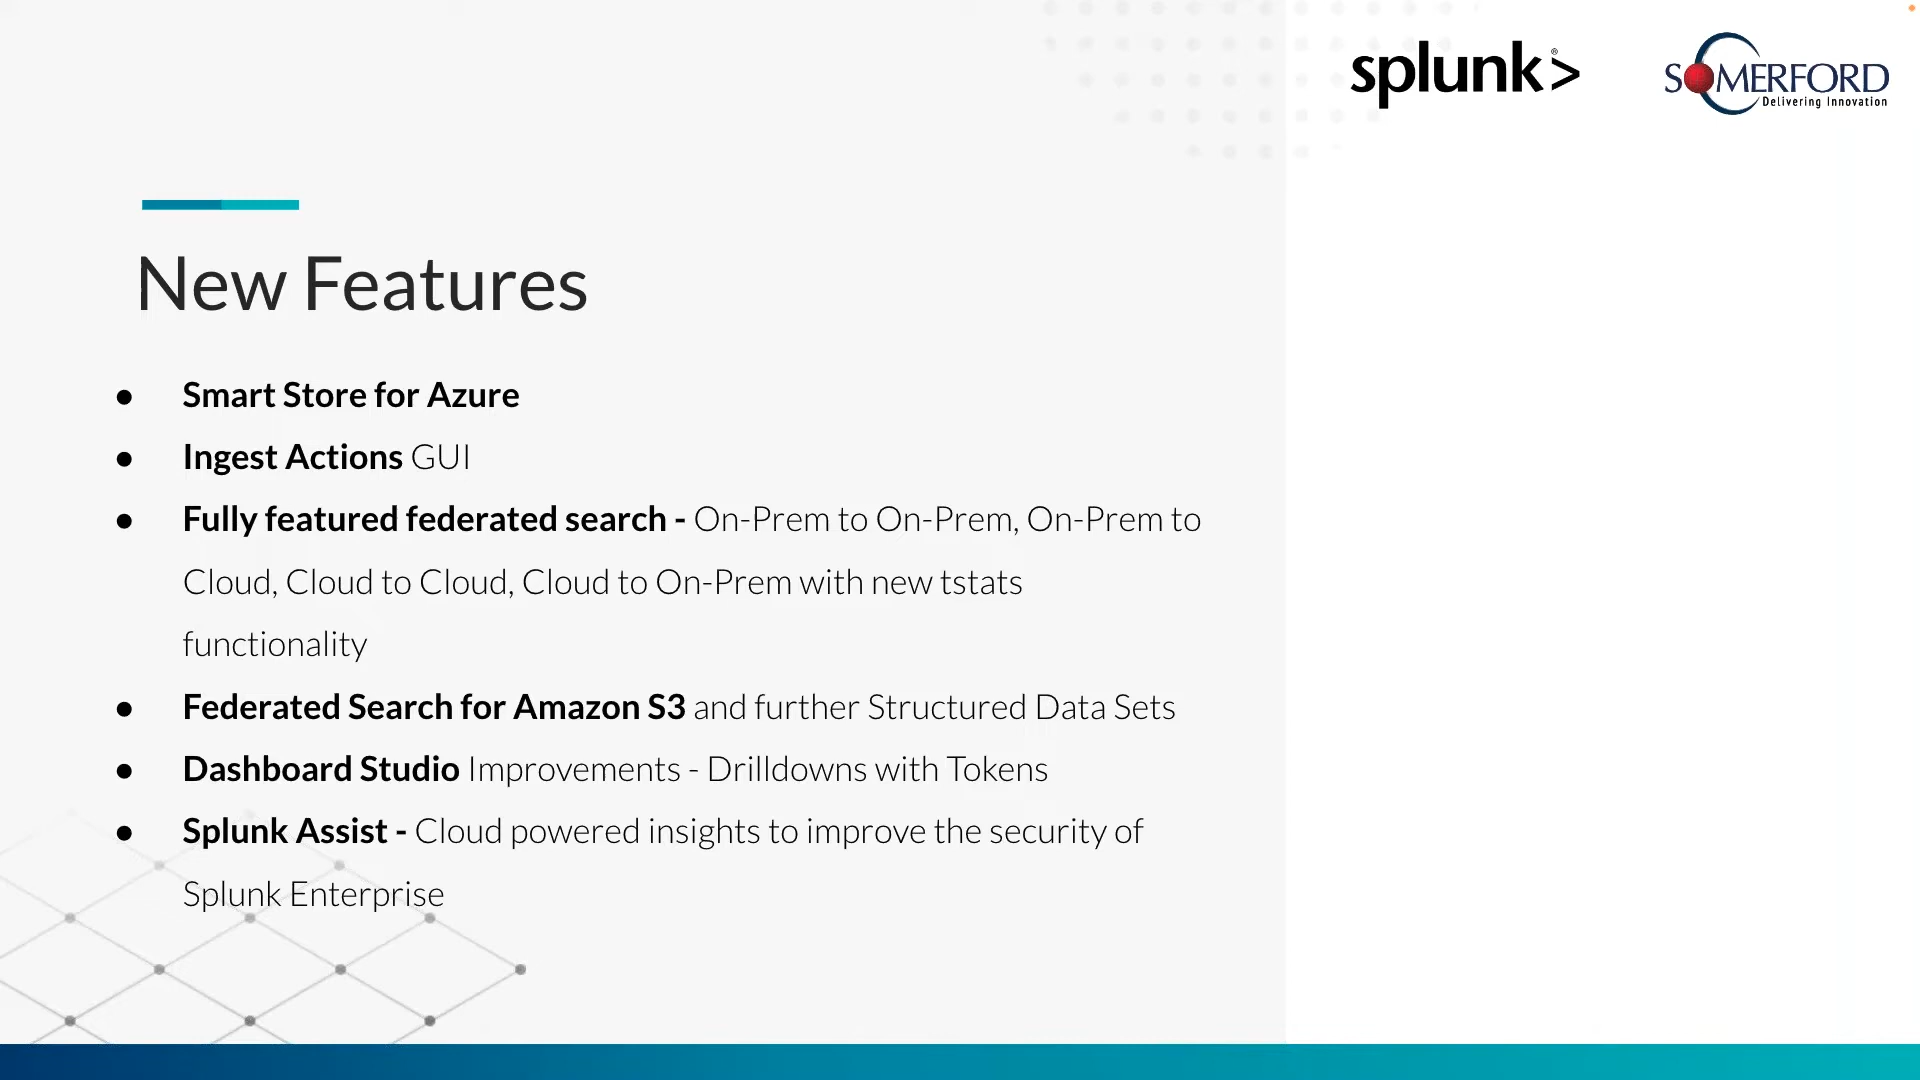 splunk>®
SOMERFORD
Delivering Innovation
New Features
● Smart Store for Azure
● Ingest Actions GUI
● Fully featured federated search - On-Prem to On-Prem, On-Prem to
Cloud, Cloud to Cloud, Cloud to On-Prem with new tstats
functionality
● Federated Search for Amazon S3 and further Structured Data Sets
● Dashboard Studio Improvements - Drilldowns with Tokens
● Splunk Assist - Cloud powered insights to improve the security of
Splunk Enterprise